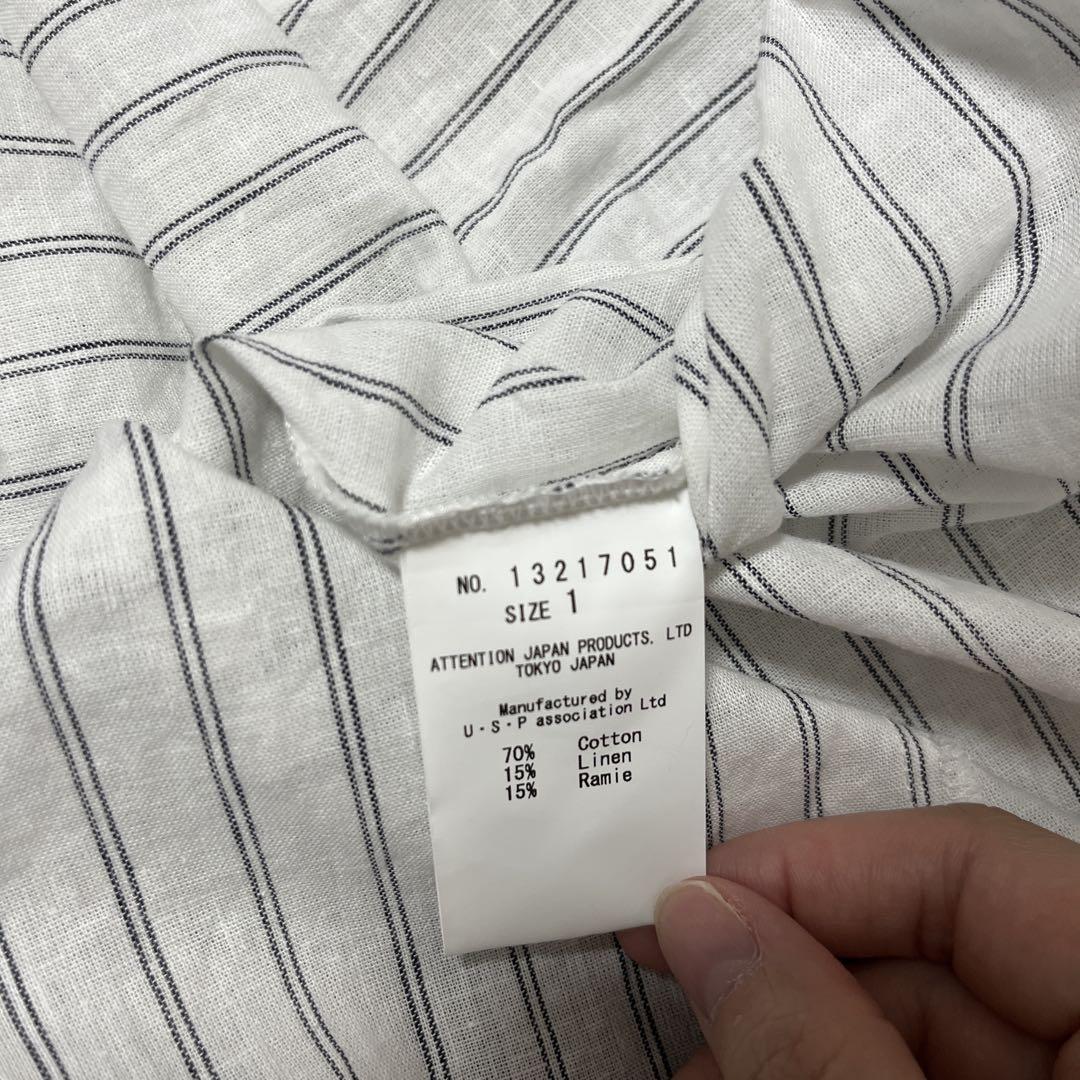 NO. 13217051
SIZE 1
ATTENTION JAPAN PRODUCTS. LTD
TOKYO JAPAN
Manufactured by
U・S・P association Ltd
70% Cotton
15% Linen
15% Ramie